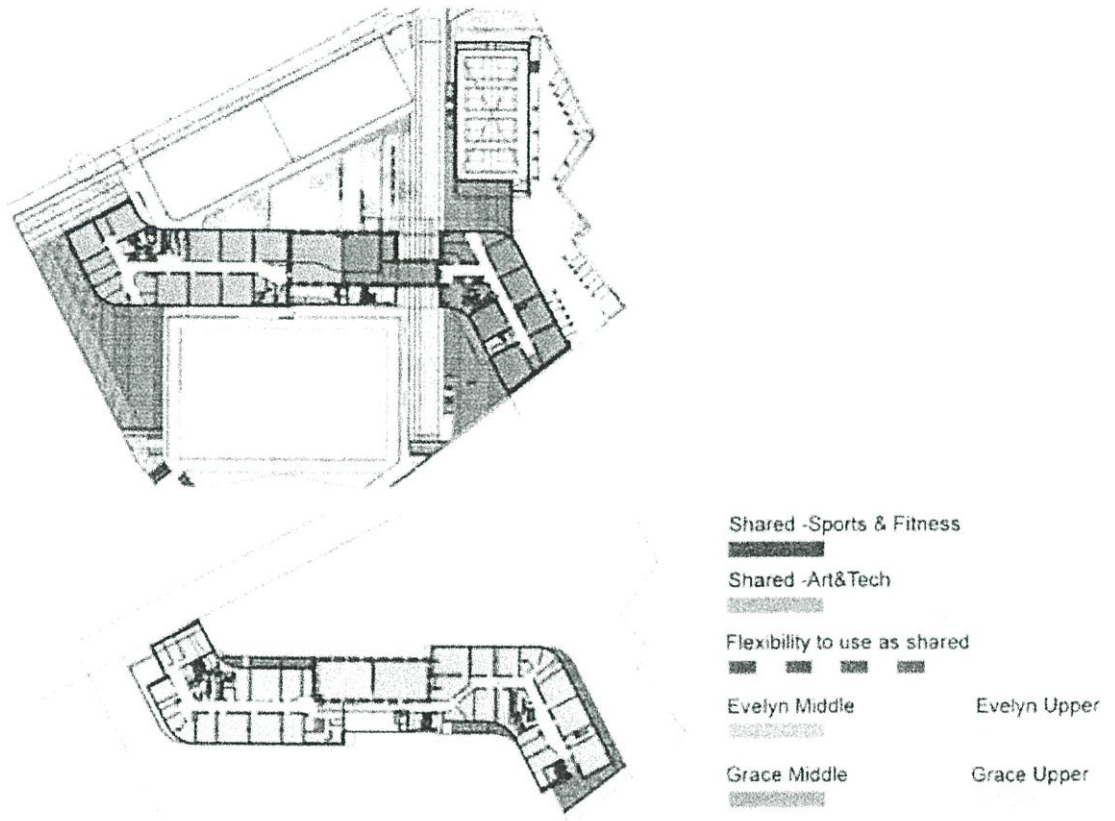 Shared -Sports & Fitness
Shared -Art&Tech
Flexibility to use as shared
Evelyn Middle Evelyn Upper
Grace Middle Grace Upper